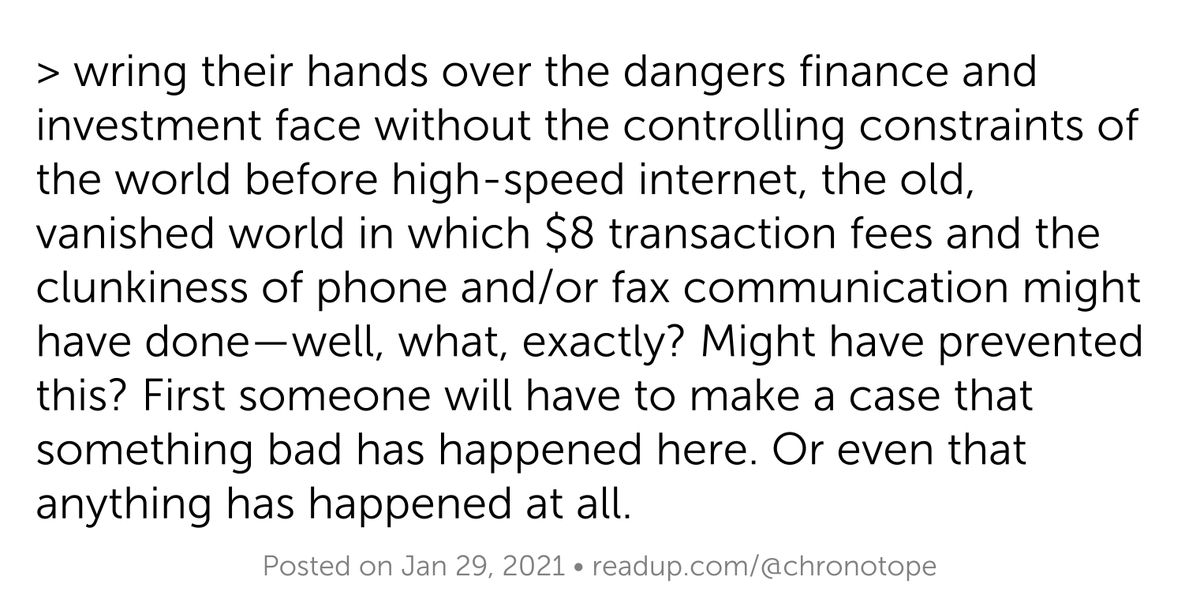 > wring their hands over the dangers finance and
investment face without the controlling constraints of
the world before high-speed internet, the old,
vanished world in which $8 transaction fees and the
clunkiness of phone and/or fax communication might
have done—well, what, exactly? Might have prevented
this? First someone will have to make a case that
something bad has happened here. Or even that
anything has happened at all.
Posted on Jan 29, 2021 • readup.com/@chronotope